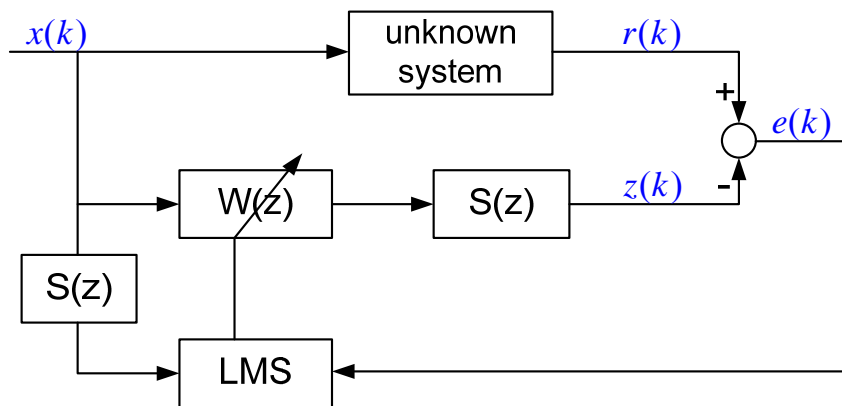 x(k)
unknown
system
r(k)
+
e(k)
W(z)
S(z)
z(k)
-
S(z)
LMS